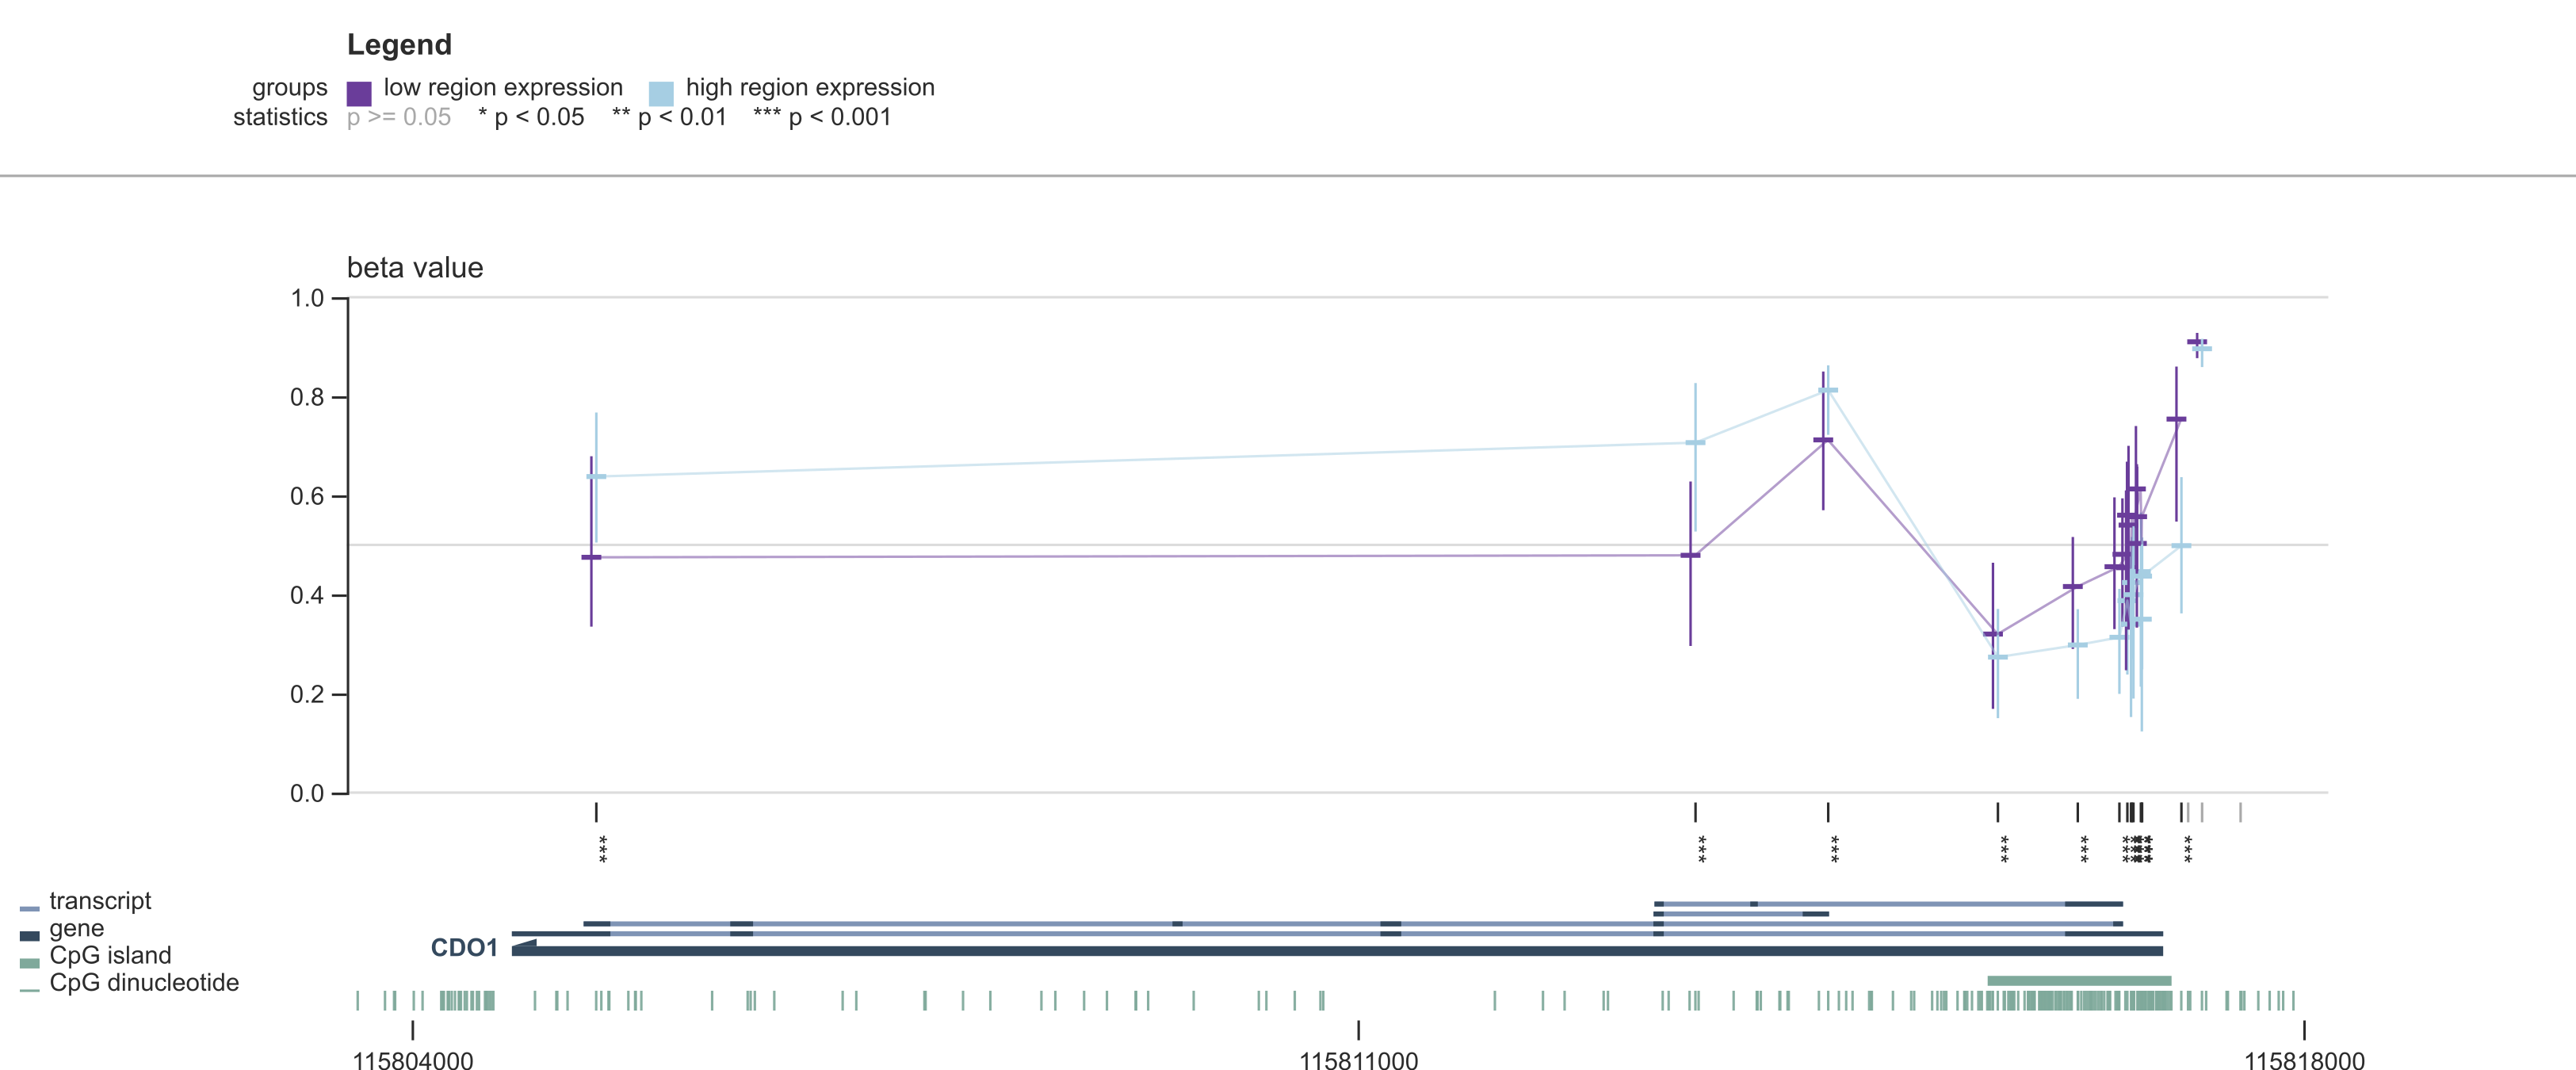 Legend
groups low region expression high region expression
statistics p >= 0.05 * p < 0.05 ** p < 0.01 *** p < 0.001
beta value
1.0
0.8
0.6
0.4
0.2
0.0
*** *** *** *** *** *** ***
transcript
gene
CDO1
CpG island
CpG dinucleotide
115804000 115811000 115818000